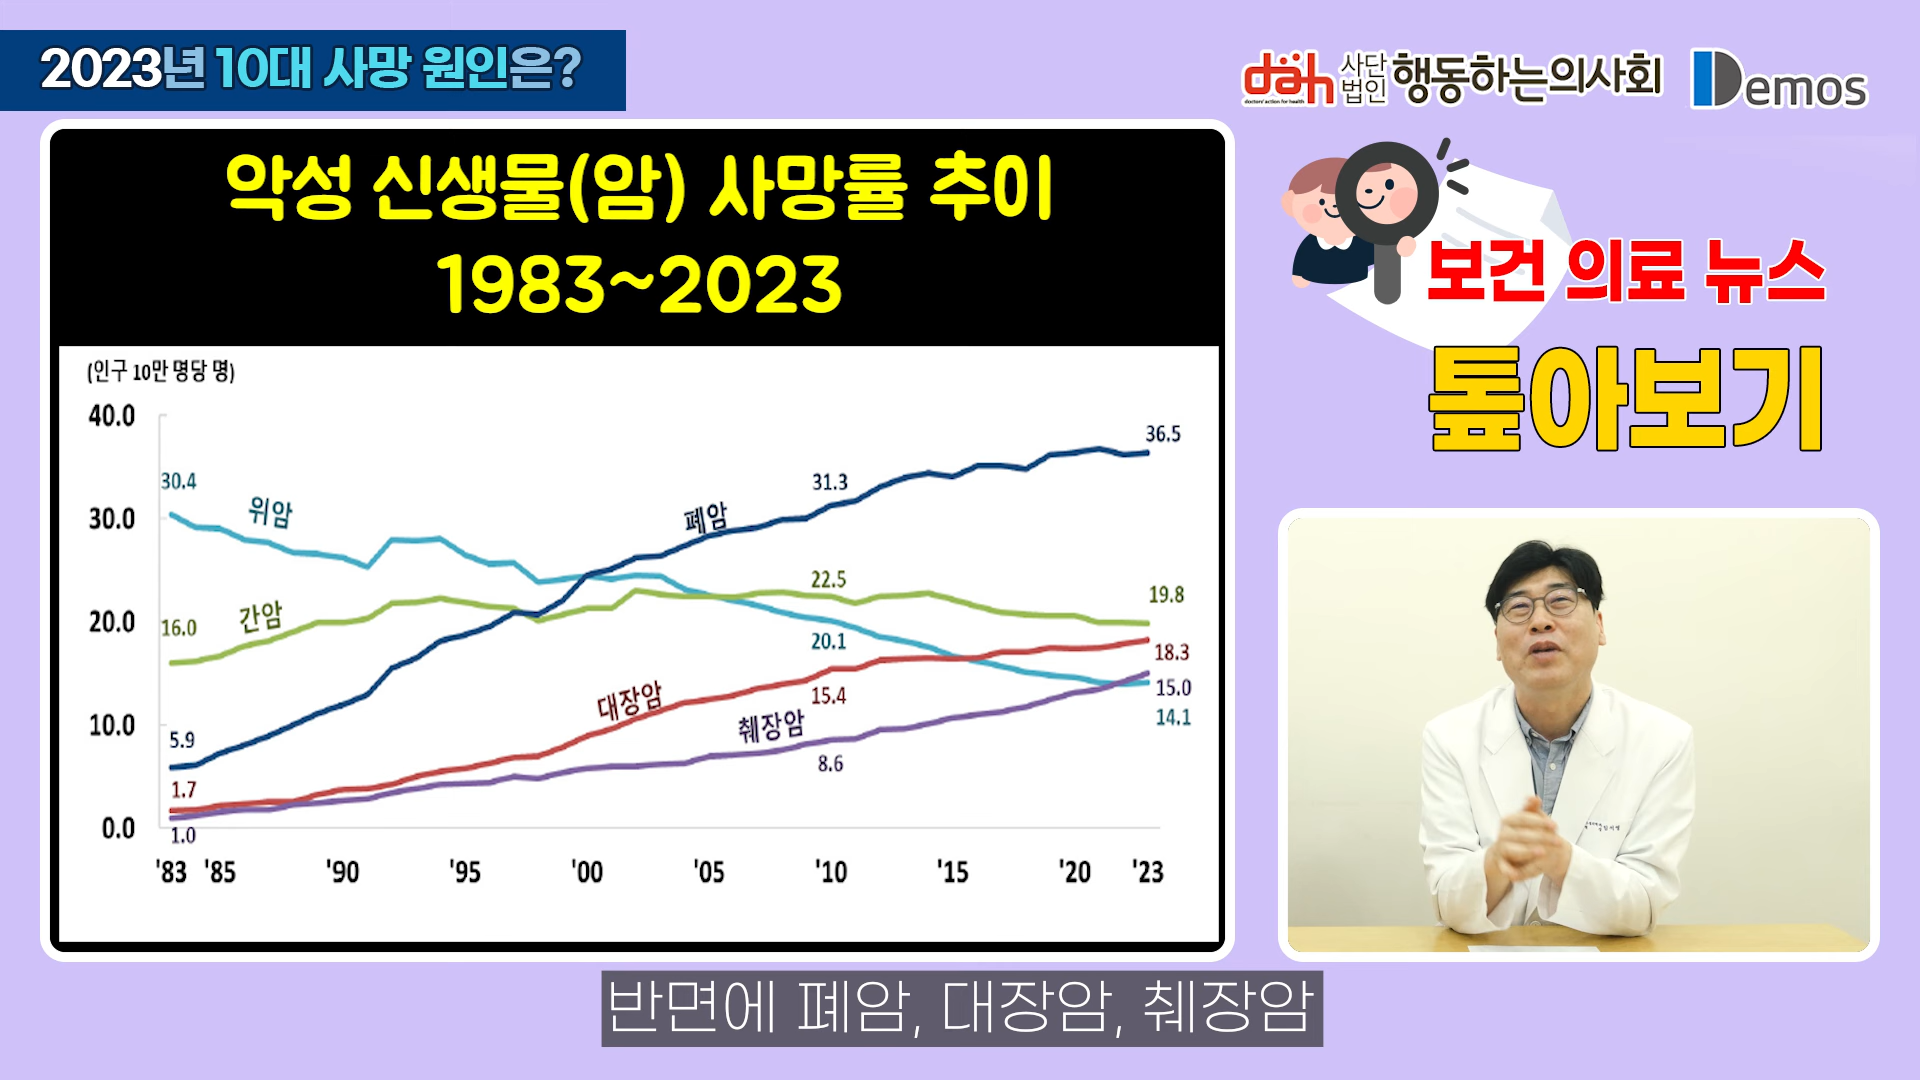 2023년 10대 사망 원인은?
däh 사단법인 행동하는의사회 Demos
doctors' action for health
악성 신생물(암) 사망률 추이
1983~2023
보건 의료 뉴스
톺아보기
(인구 10만 명당 명)
40.0
30.0
20.0
10.0
0.0
30.4
위암
16.0
간암
5.9
1.7
1.0
폐암
대장암
췌장암
31.3
22.5
20.1
15.4
8.6
36.5
19.8
18.3
15.0
14.1
'83 '85 '90 '95 '00 '05 '10 '15 '20 '23
반면에 폐암, 대장암, 췌장암